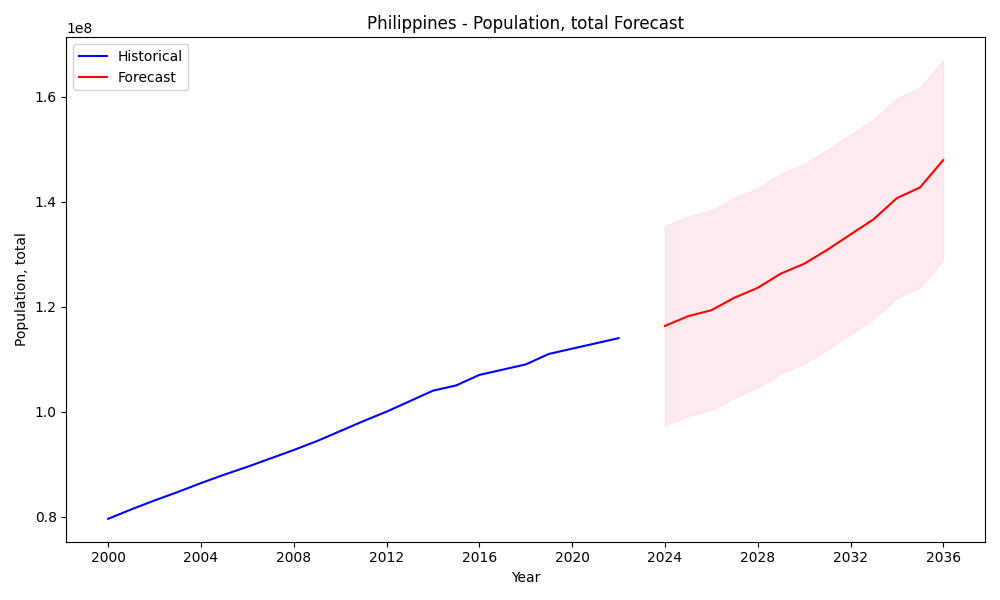 Philippines - Population, total Forecast
1e8
Historical
Forecast
1.6
1.4
1.2
1.0
0.8
Population, total
2000 2004 2008 2012 2016 2020 2024 2028 2032 2036
Year